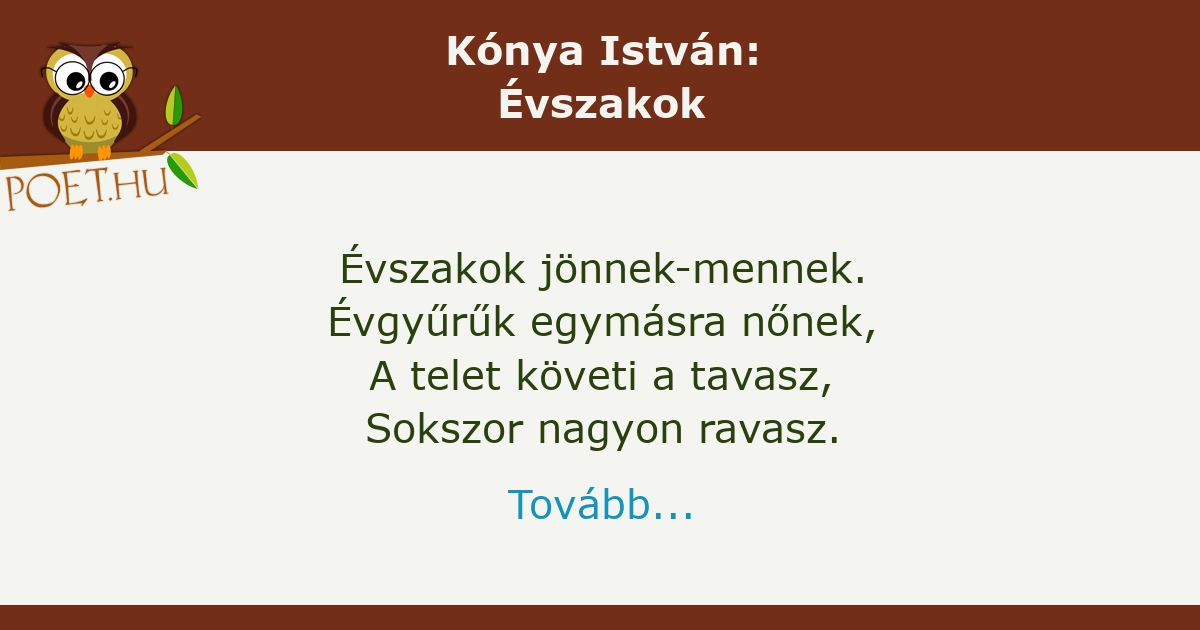 Kónya István:
Évszakok
POET.HU
Évszakok jönnek-mennek.
Évgyűrűk egymásra nőnek,
A telet követi a tavasz,
Sokszor nagyon ravasz.
Tovább...